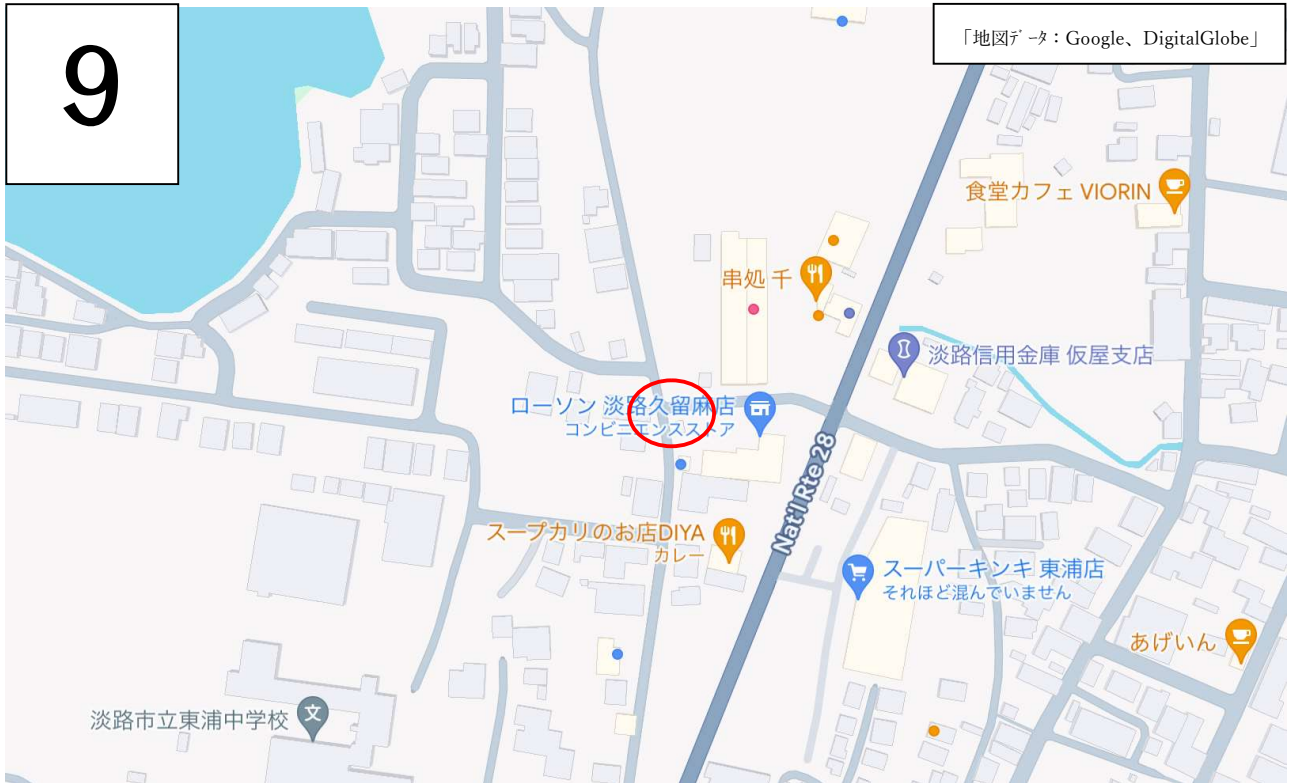 9
「地図ﾃﾞｰﾀ：Google、DigitalGlobe」
食堂カフェ VIORIN
串処 千
淡路信用金庫 仮屋支店
ローソン 淡路久留麻店
コンビニエンスストア
Nat'l Rte 28
スープカリのお店DIYA
カレー
スーパーキンキ 東浦店
それほど混んでいません
あげいん
淡路市立東浦中学校
文